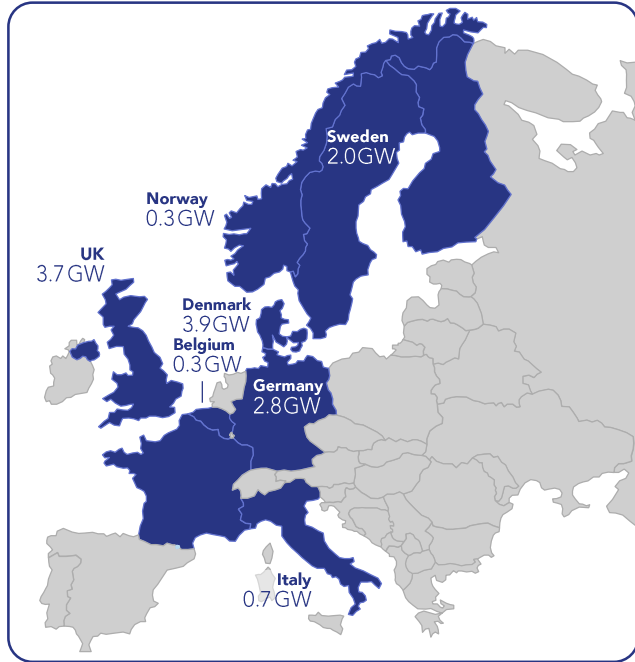 Sweden
2.0GW
Norway
0.3GW
UK
3.7GW
Denmark
3.9GW
Belgium
0.3GW
Germany
2.8GW
Italy
0.7GW